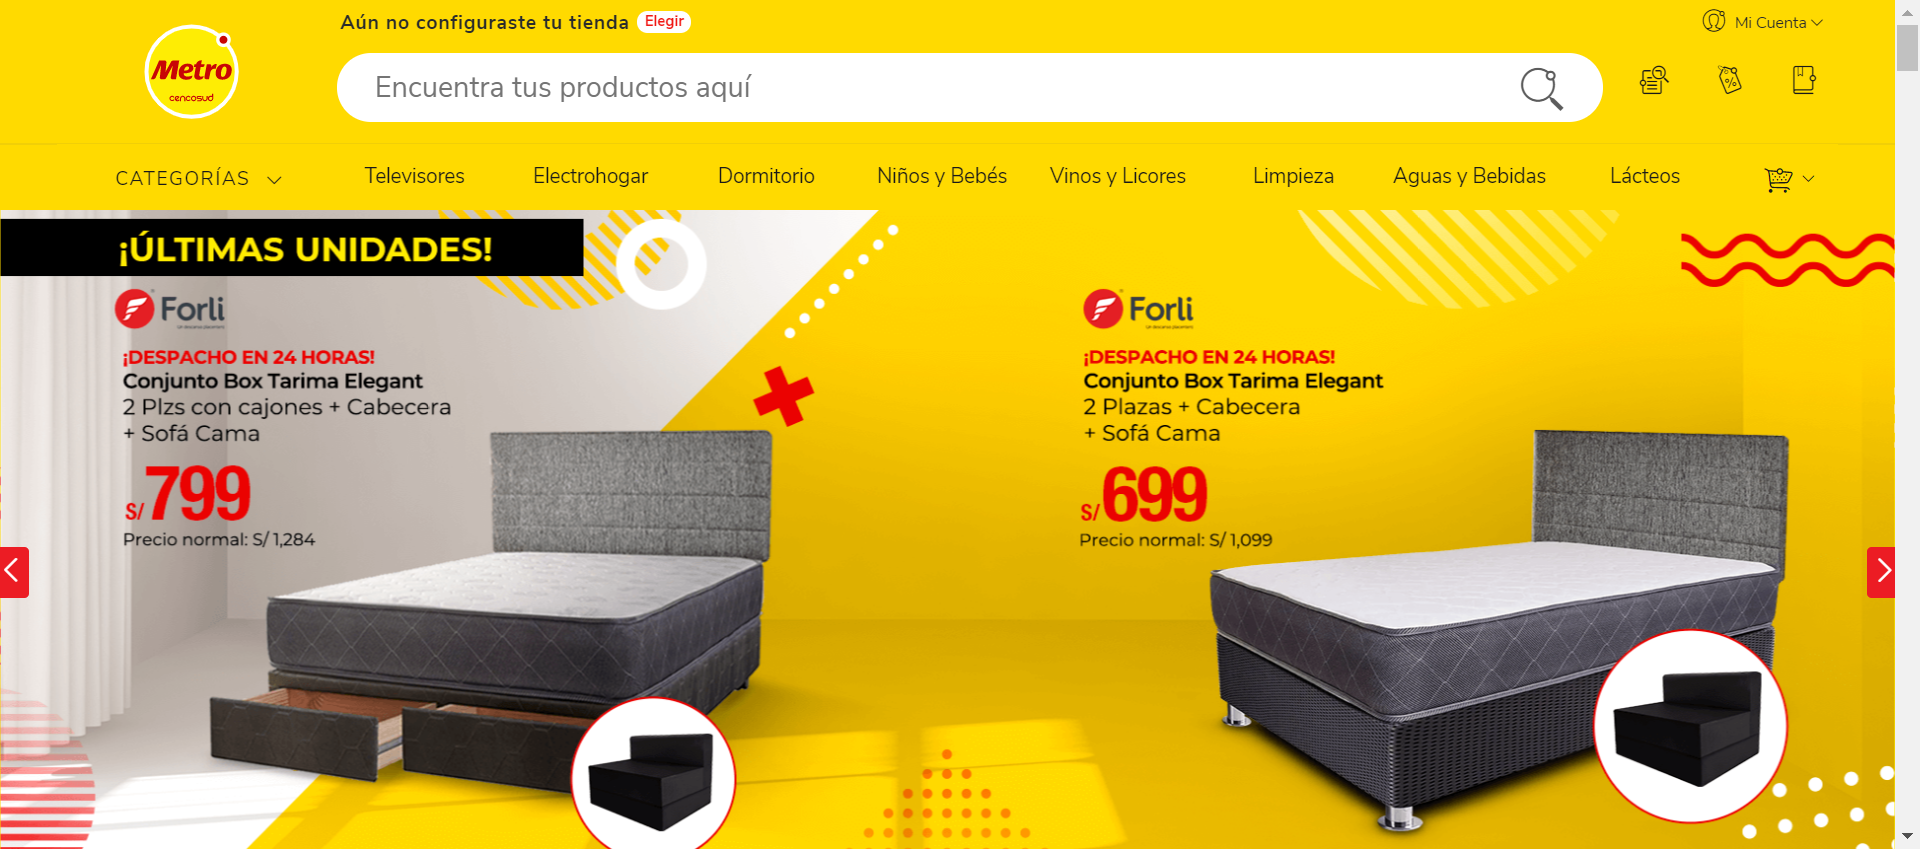 Aún no configuraste tu tienda Elegir
Mi Cuenta
Metro
cencosud
Encuentra tus productos aquí
CATEGORÍAS
Televisores
Electrohogar
Dormitorio
Niños y Bebés
Vinos y Licores
Limpieza
Aguas y Bebidas
Lácteos
¡ÚLTIMAS UNIDADES!
Forli
¡DESPACHO EN 24 HORAS!
Conjunto Box Tarima Elegant
2 Plzs con cajones + Cabecera
+ Sofá Cama
S/ 799
Precio normal: S/ 1,284
Forli
¡DESPACHO EN 24 HORAS!
Conjunto Box Tarima Elegant
2 Plazas + Cabecera
+ Sofá Cama
S/ 699
Precio normal: S/ 1,099